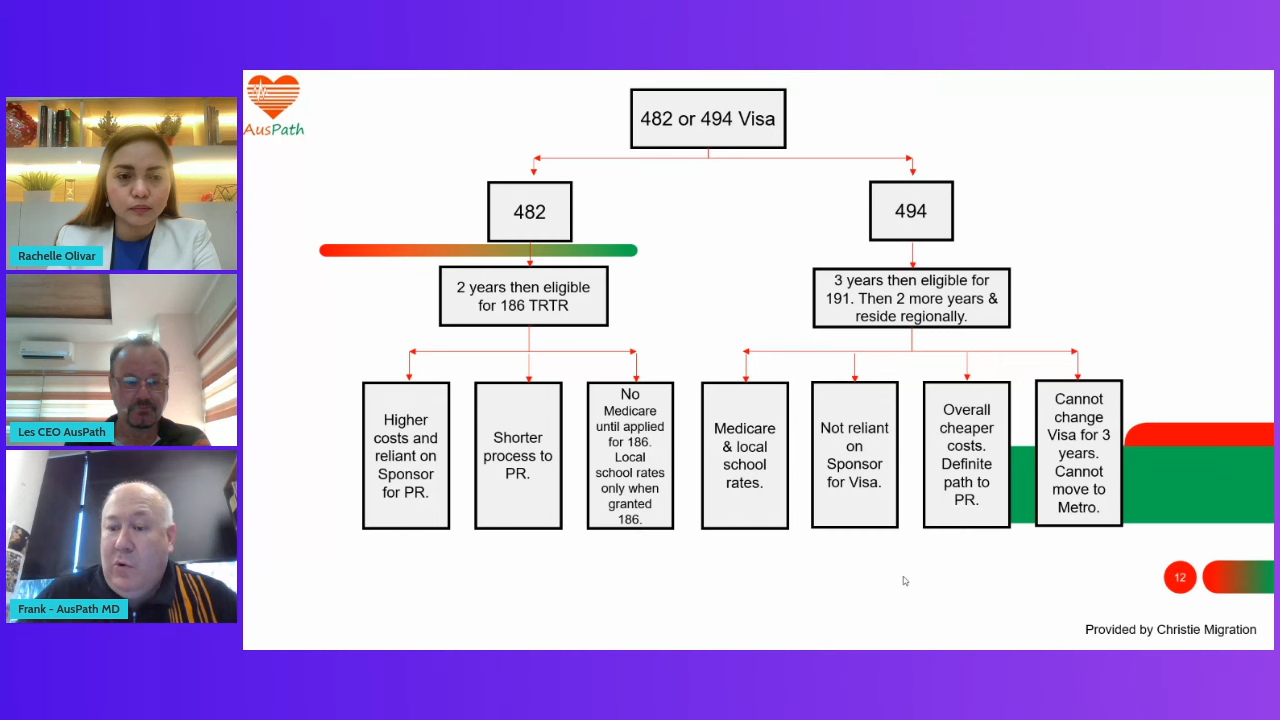 AusPath
482 or 494 Visa
482
494
2 years then eligible
for 186 TRTR
3 years then eligible for
191. Then 2 more years &
reside regionally.
Higher
costs and
reliant on
Sponsor
for PR.
Shorter
process to
PR.
No
Medicare
until applied
for 186.
Local
school rates
only when
granted
186.
Medicare
& local
school
rates.
Not reliant
on
Sponsor
for Visa.
Overall
cheaper
costs.
Definite
path to
PR.
Cannot
change
Visa for 3
years.
Cannot
move to
Metro.
12
Provided by Christie Migration
Rachelle Olivar
Les CEO AusPath
Frank - AusPath MD